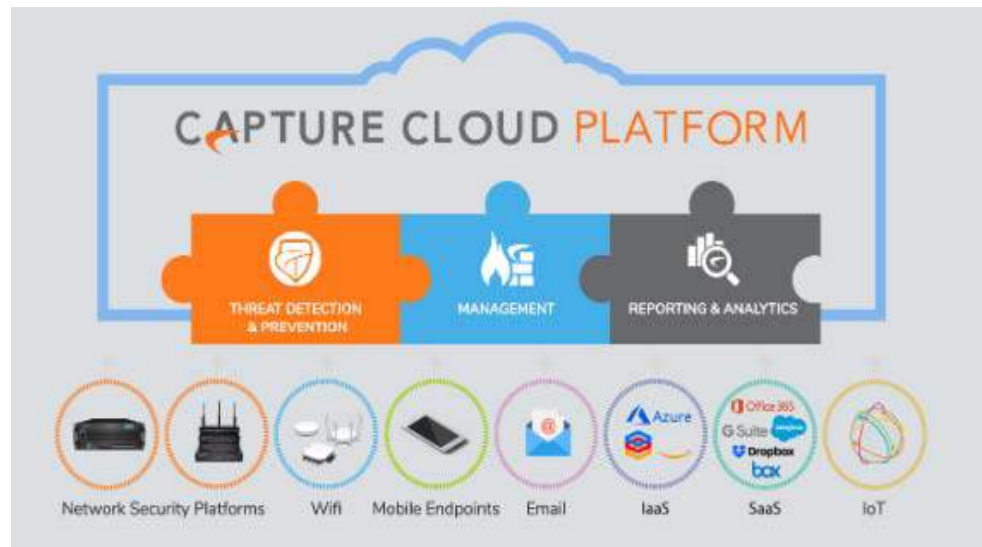 CAPTURE CLOUD PLATFORM
THREAT DETECTION
& PREVENTION
MANAGEMENT
REPORTING & ANALYTICS
@
Azure
Office 365
G Suite salesforce
Dropbox
box
Network Security Platforms Wifi Mobile Endpoints Email IaaS SaaS IoT